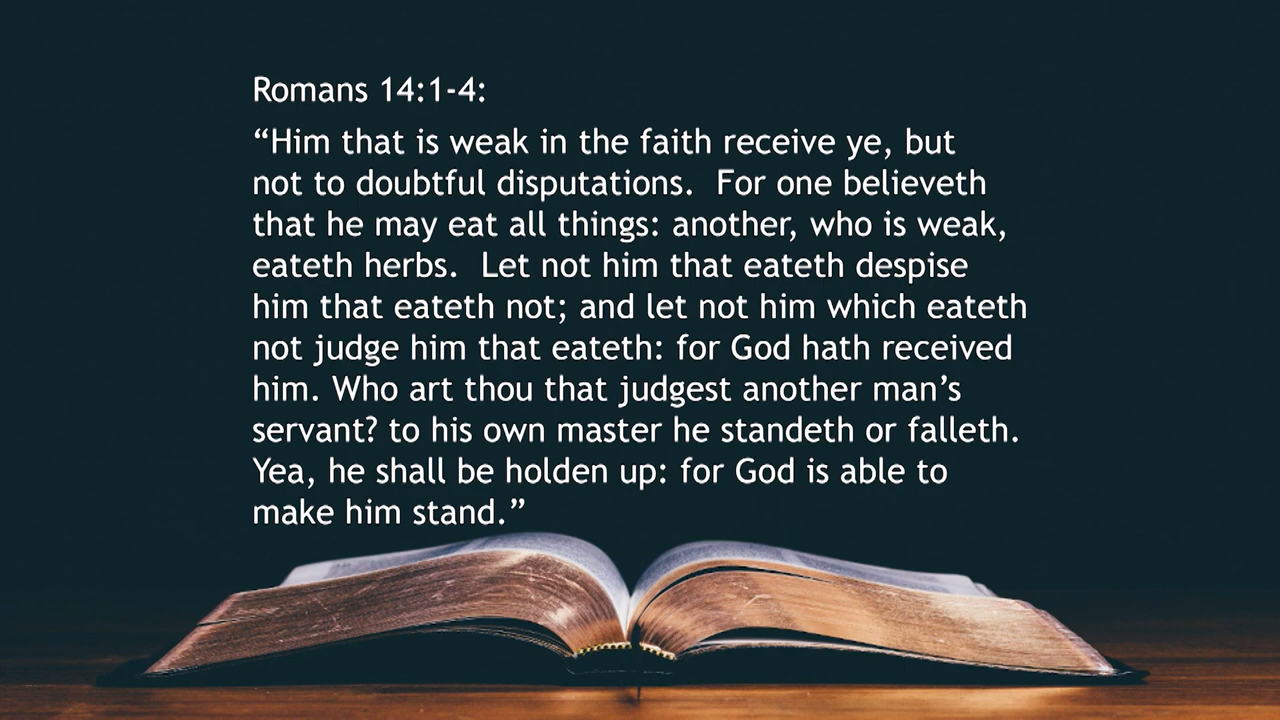 Romans 14:1-4:
“Him that is weak in the faith receive ye, but
not to doubtful disputations.  For one believeth
that he may eat all things: another, who is weak,
eateth herbs.  Let not him that eateth despise
him that eateth not; and let not him which eateth
not judge him that eateth: for God hath received
him. Who art thou that judgest another man’s
servant? to his own master he standeth or falleth.
Yea, he shall be holden up: for God is able to
make him stand.”